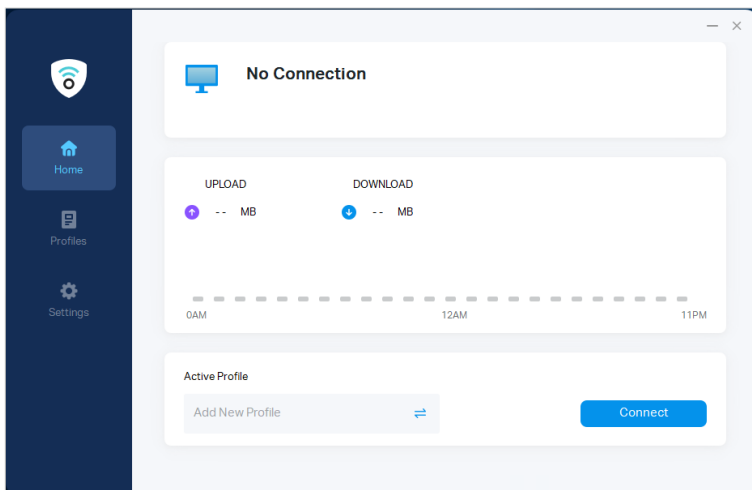 No Connection
Home
UPLOAD DOWNLOAD
-- MB -- MB
Profiles
Settings
0AM 12AM 11PM
Active Profile
Add New Profile
Connect